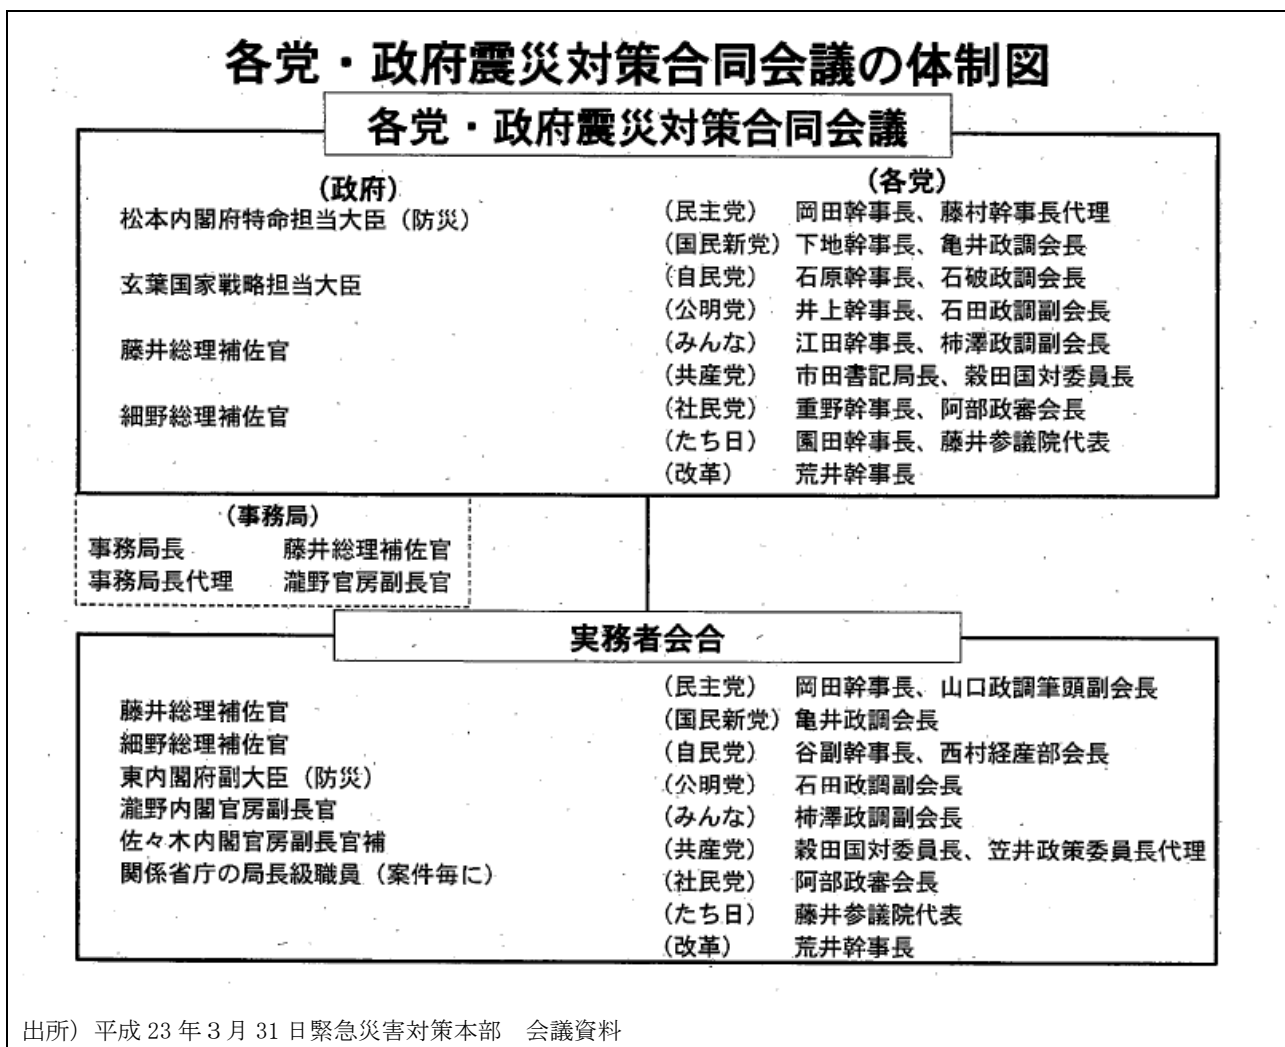 各党・政府震災対策合同会議の体制図
各党・政府震災対策合同会議
（政府）
松本内閣府特命担当大臣（防災）
玄葉国家戦略担当大臣
藤井総理補佐官
細野総理補佐官
（各党）
（民主党） 岡田幹事長、藤村幹事長代理
（国民新党）下地幹事長、亀井政調会長
（自民党） 石原幹事長、石破政調会長
（公明党） 井上幹事長、石田政調副会長
（みんな） 江田幹事長、柿澤政調副会長
（共産党） 市田書記局長、穀田国対委員長
（社民党） 重野幹事長、阿部政審会長
（たち日） 園田幹事長、藤井参議院代表
（改革） 荒井幹事長
（事務局）
事務局長 藤井総理補佐官
事務局長代理 瀧野官房副長官
実務者会合
藤井総理補佐官
細野総理補佐官
東内閣府副大臣（防災）
瀧野内閣官房副長官
佐々木内閣官房副長官補
関係省庁の局長級職員（案件毎に）
（民主党） 岡田幹事長、山口政調筆頭副会長
（国民新党）亀井政調会長
（自民党） 谷副幹事長、西村経産部会長
（公明党） 石田政調副会長
（みんな） 柿澤政調副会長
（共産党） 穀田国対委員長、笠井政策委員長代理
（社民党） 阿部政審会長
（たち日） 藤井参議院代表
（改革） 荒井幹事長
出所）平成 23 年３月 31 日緊急災害対策本部　会議資料